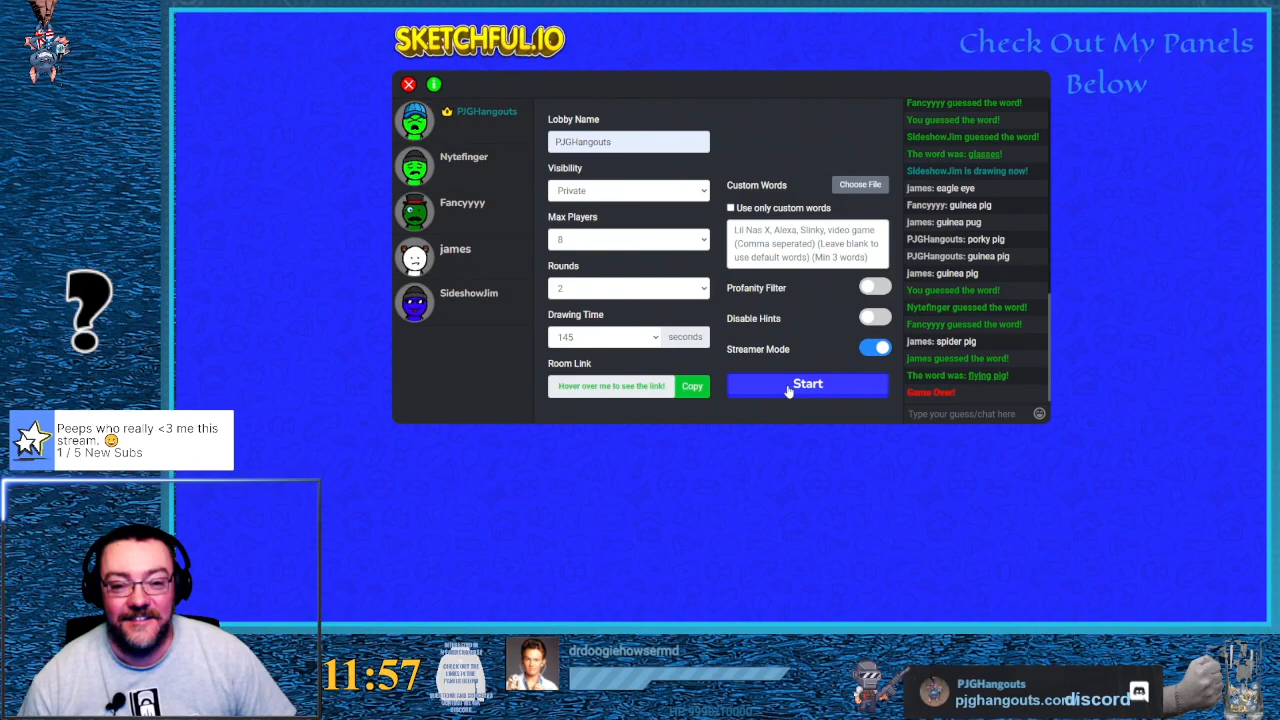 SKETCHFUL.IO
Check Out My Panels
Below
PJGHangouts
Nytefinger
Fancyyyy
james
SideshowJim
Lobby Name
PJGHangouts
Visibility
Private
Max Players
8
Rounds
2
Drawing Time
145
seconds
Room Link
Hover over me to see the link!
Copy
Custom Words
Choose File
Use only custom words
Lil Nas X, Alexa, Slinky, video game
(Comma seperated) (Leave blank to
use default words) (Min 3 words)
Profanity Filter
Disable Hints
Streamer Mode
Start
Fancyyyy guessed the word!
You guessed the word!
SideshowJim guessed the word!
The word was: glasses!
SideshowJim is drawing now!
james: eagle eye
Fancyyyy: guinea pig
james: guinea pug
PJGHangouts: porky pig
PJGHangouts: guinea pig
james: guinea pig
You guessed the word!
Nytefinger guessed the word!
Fancyyyy guessed the word!
james: spider pig
james guessed the word!
The word was: flying pig!
Game Over!
Type your guess/chat here
?
Peeps who really <3 me this
stream. 😀
1 / 5 New Subs
11:57
CHECK OUT THE
LINKS IN THE
drdoogiehowsermd
PJGHangouts
pjghangouts.com
discord